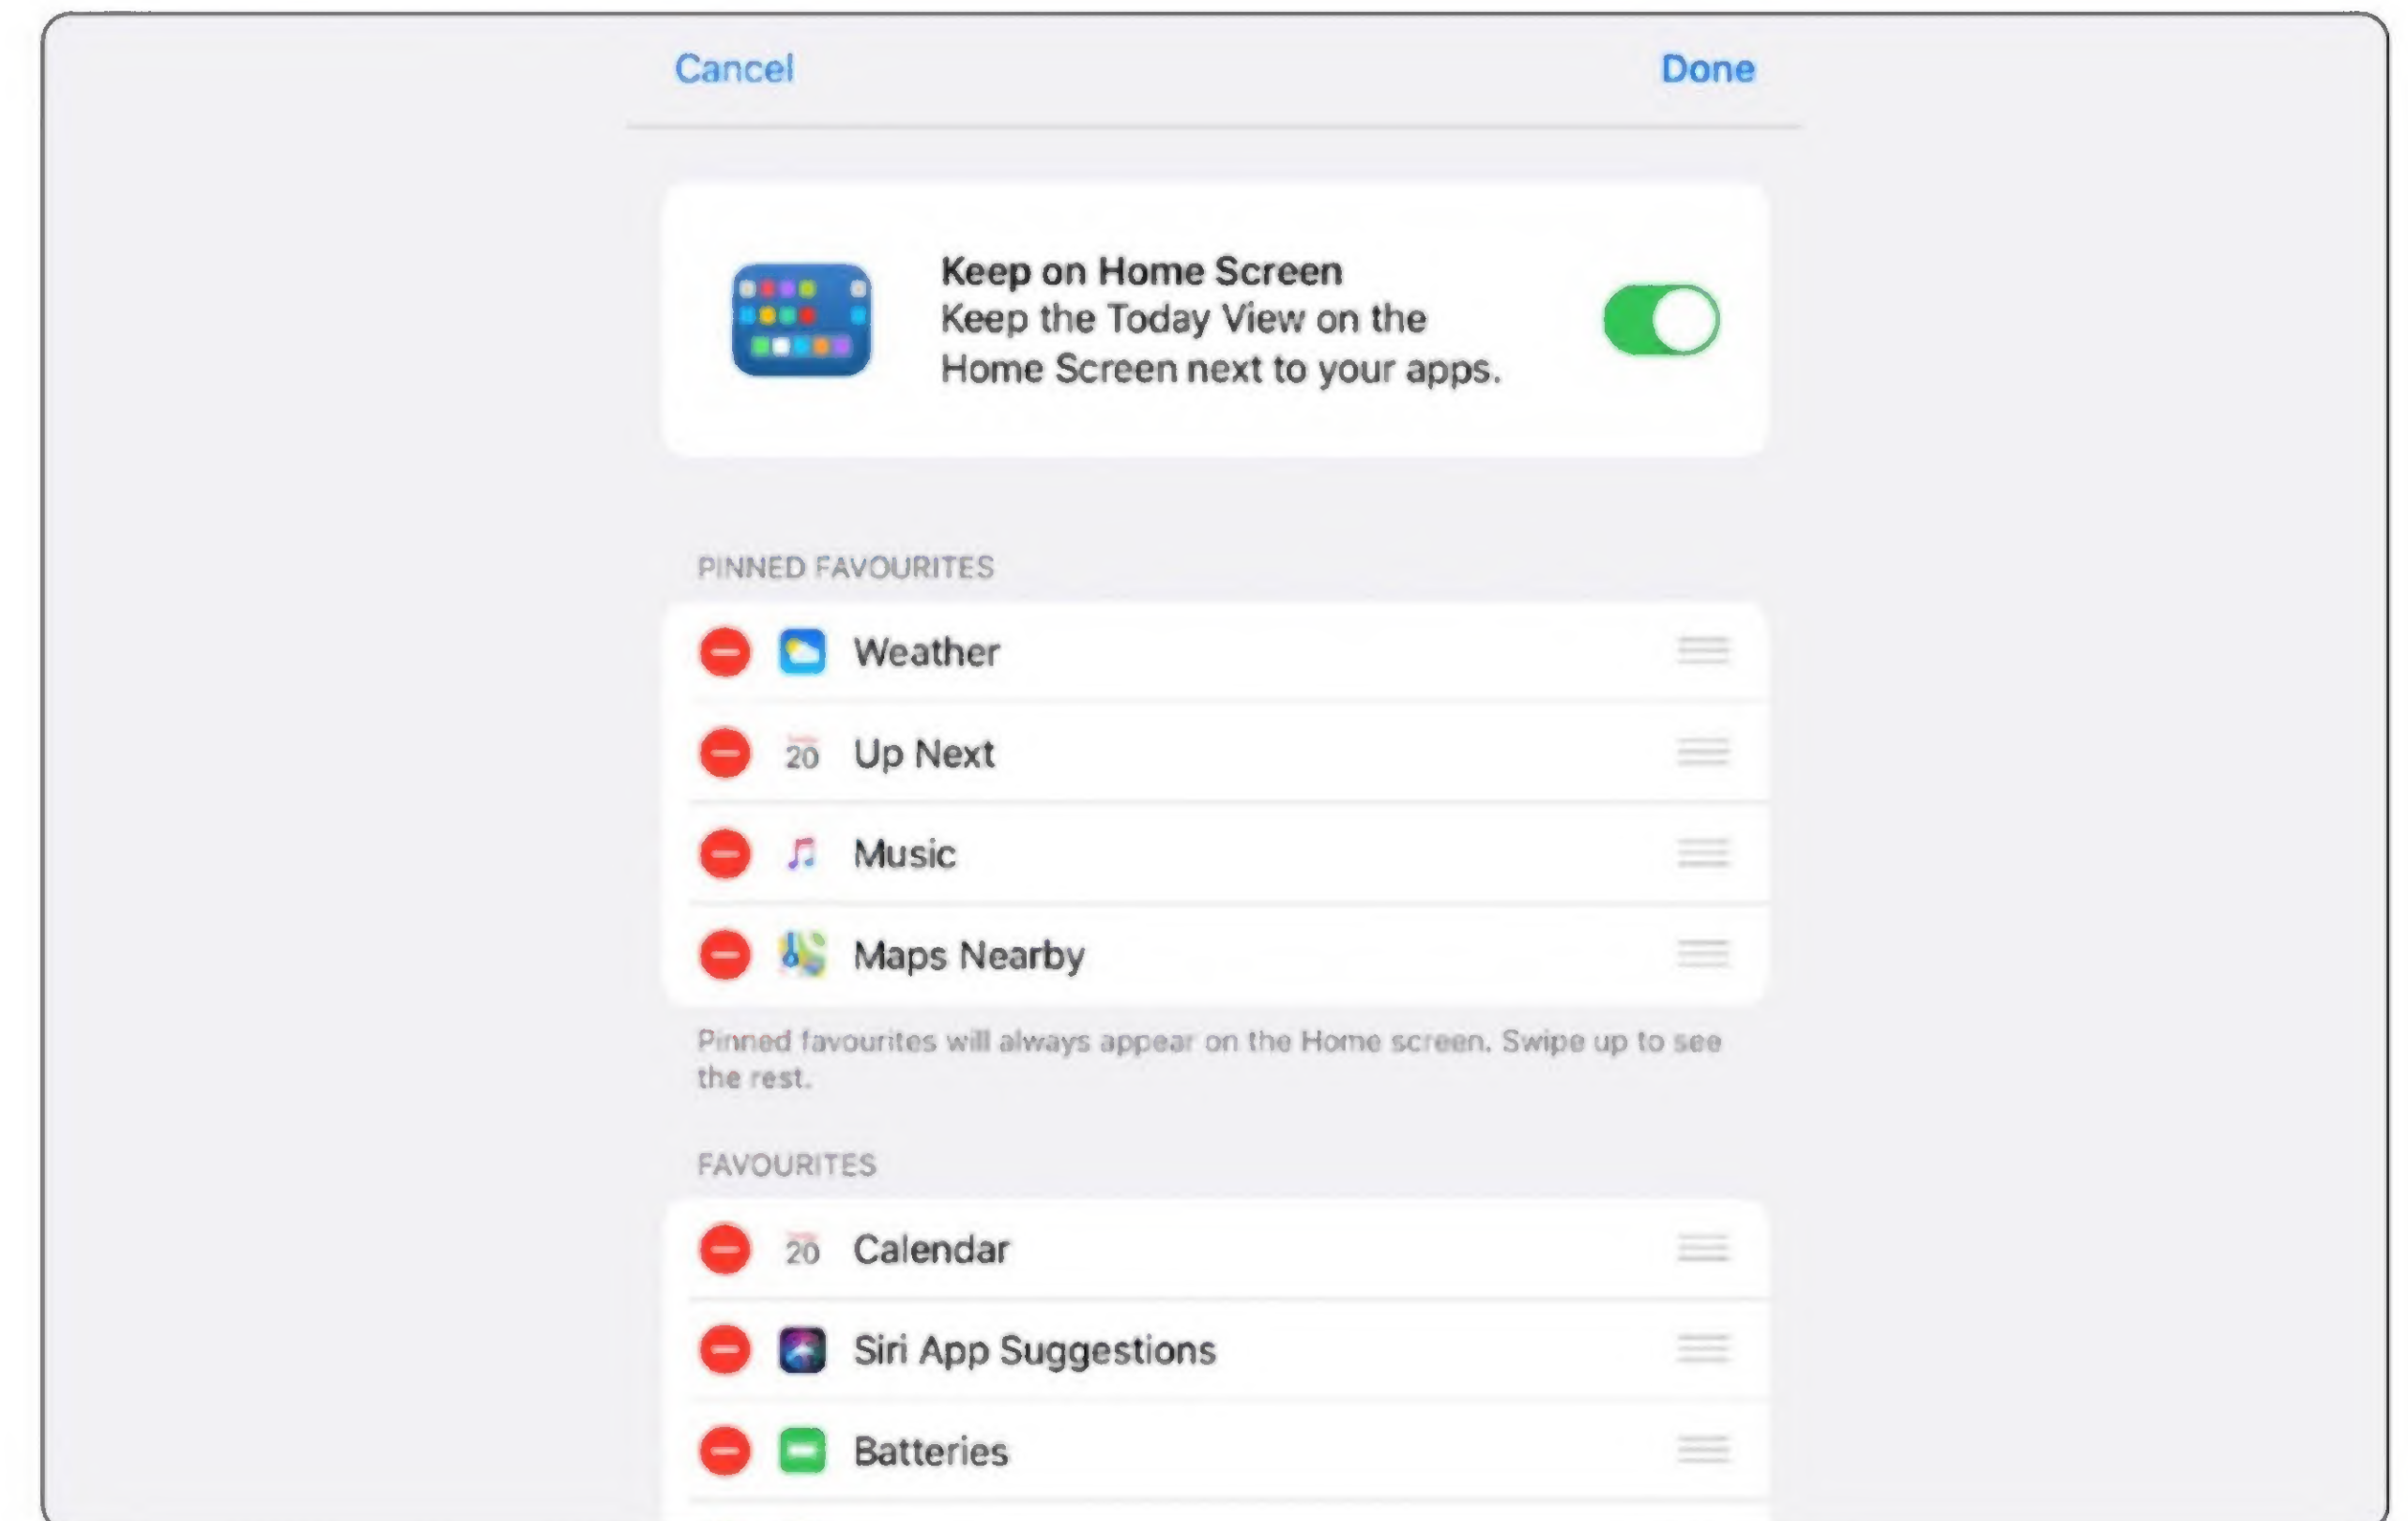 Cancel
Done
Keep on Home Screen
Keep the Today View on the
Home Screen next to your apps.
PINNED FAVOURITES
Weather
20 Up Next
Music
Maps Nearby
Pinned favourites will always appear on the Home screen. Swipe up to see
the rest.
FAVOURITES
20 Calendar
Siri App Suggestions
Batteries